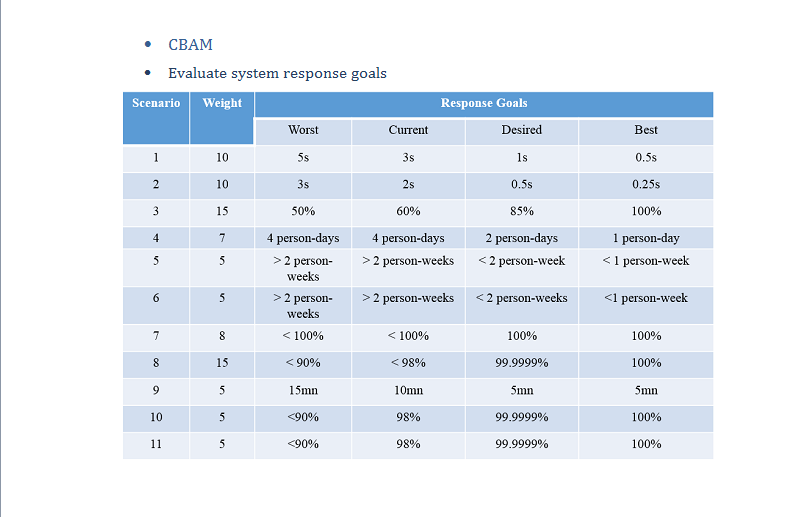 • CBAM
• Evaluate system response goals
Scenario Weight Response Goals
Worst Current Desired Best
1 10 5s 3s 1s 0.5s
2 10 3s 2s 0.5s 0.25s
3 15 50% 60% 85% 100%
4 7 4 person-days 4 person-days 2 person-days 1 person-day
5 5 > 2 person- > 2 person-weeks < 2 person-week < 1 person-week
weeks
6 5 > 2 person- > 2 person-weeks < 2 person-weeks <1 person-week
weeks
7 8 < 100% < 100% 100% 100%
8 15 < 90% < 98% 99.9999% 100%
9 5 15mn 10mn 5mn 5mn
10 5 <90% 98% 99.9999% 100%
11 5 <90% 98% 99.9999% 100%